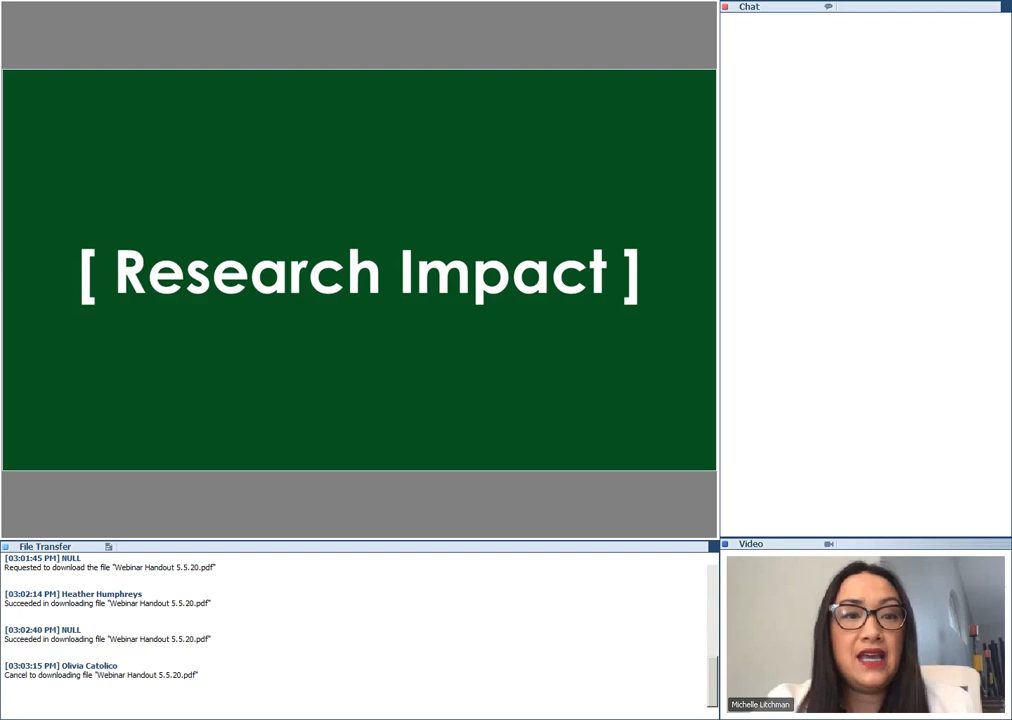 Chat
[ Research Impact ]
File Transfer
[03:01:45 PM] NULL
Requested to download the file "Webinar Handout 5.5.20.pdf"
[03:02:14 PM] Heather Humphreys
Succeeded in downloading file "Webinar Handout 5.5.20.pdf"
[03:02:40 PM] NULL
Succeeded in downloading file "Webinar Handout 5.5.20.pdf"
[03:03:15 PM] Olivia Catolico
Cancel to downloading file "Webinar Handout 5.5.20.pdf"
Video
Michelle Litchman